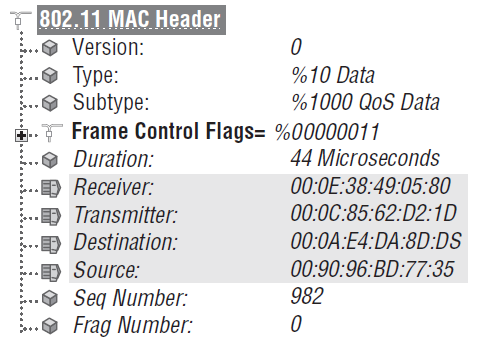 802.11 MAC Header
Version: 0
Type: %10 Data
Subtype: %1000 QoS Data
Frame Control Flags= %00000011
Duration: 44 Microseconds
Receiver: 00:0E:38:49:05:80
Transmitter: 00:0C:85:62:D2:1D
Destination: 00:0A:E4:DA:8D:DS
Source: 00:90:96:BD:77:35
Seq Number: 982
Frag Number: 0